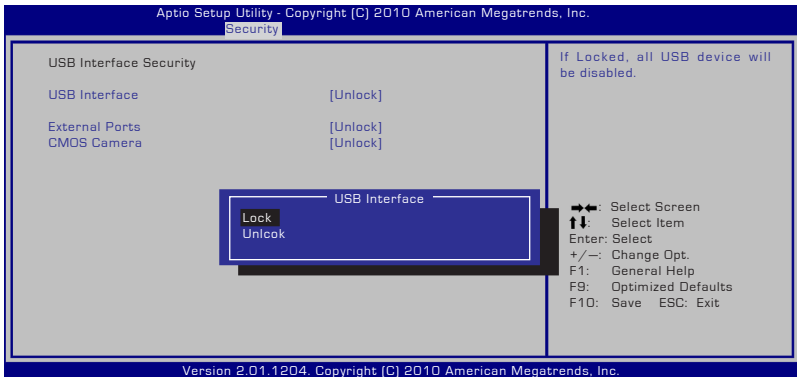 Aptio Setup Utility - Copyright (C) 2010 American Megatrends, Inc.
Security
USB Interface Security
USB Interface [Unlock]
External Ports [Unlock]
CMOS Camera [Unlock]
USB Interface
Lock
Unlcok
If Locked, all USB device will
be disabled.
→←: Select Screen
↑↓: Select Item
Enter: Select
+/—: Change Opt.
F1: General Help
F9: Optimized Defaults
F10: Save ESC: Exit
Version 2.01.1204. Copyright (C) 2010 American Megatrends, Inc.